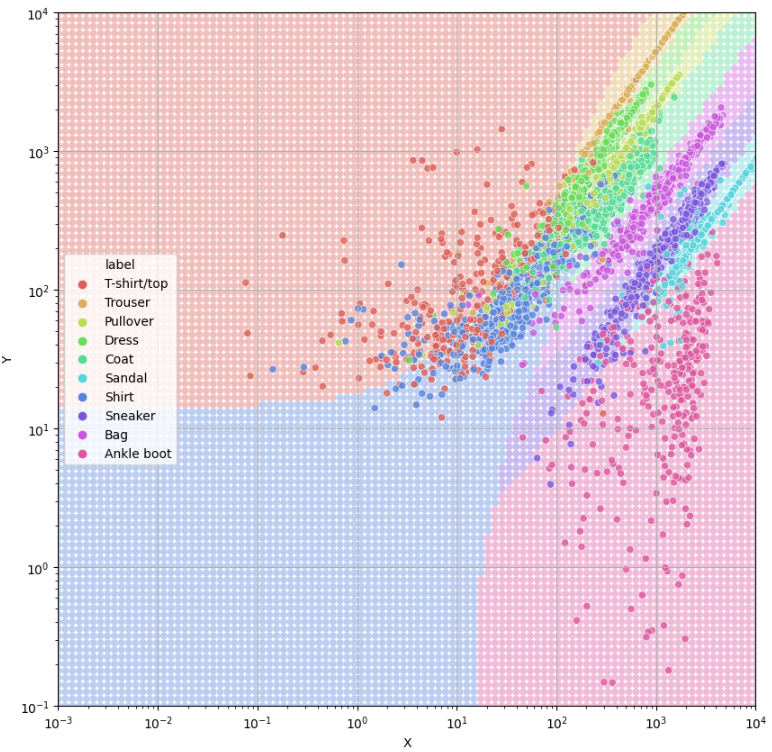 10^4
10^3
10^2
10^1
10^0
10^-1
Y
label
T-shirt/top
Trouser
Pullover
Dress
Coat
Sandal
Shirt
Sneaker
Bag
Ankle boot
10^-3 10^-2 10^-1 10^0 10^1 10^2 10^3 10^4
X